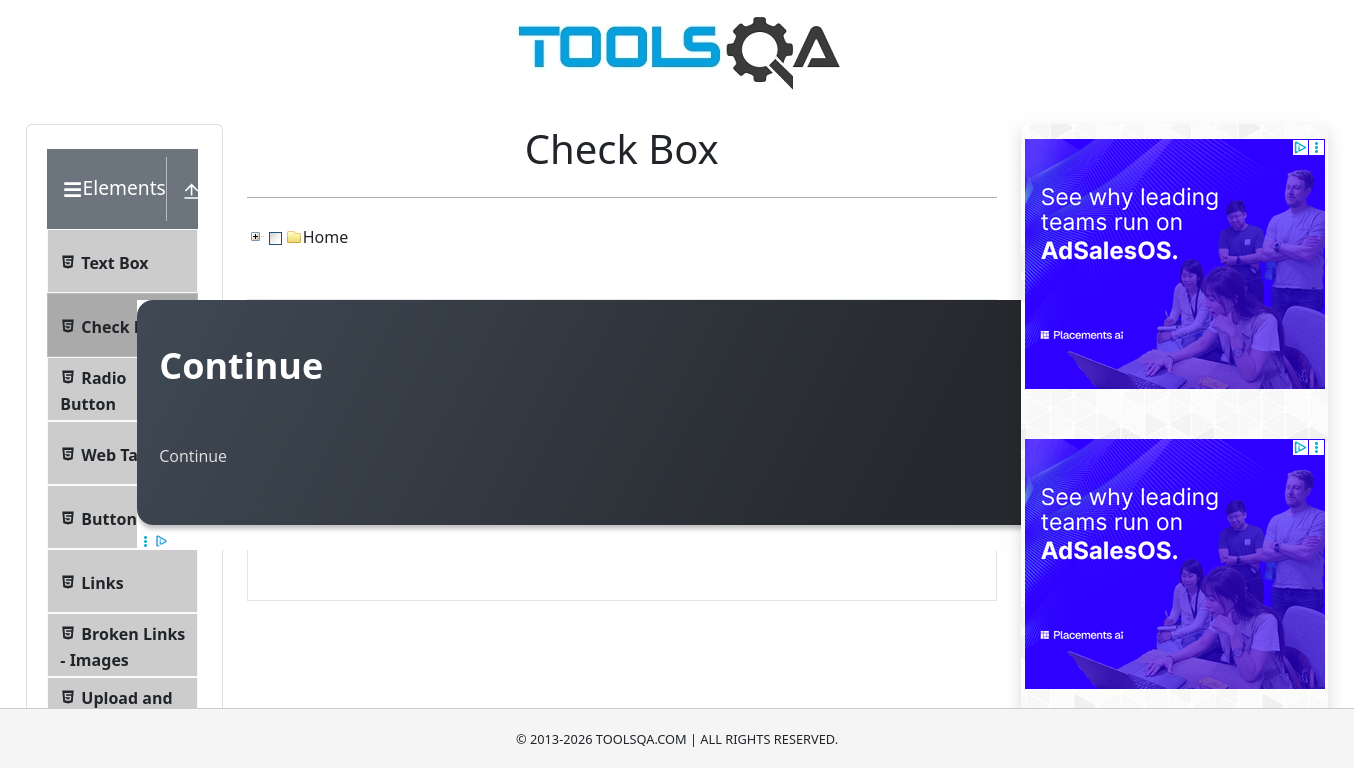 TOOLSQA
Elements
Text Box
Check
Radio
Button
Web Ta
Button
Links
Broken Links
- Images
Upload and
Check Box
Home
Continue
Continue
See why leading
teams run on
AdSalesOS.
Placements ai
See why leading
teams run on
AdSalesOS.
Placements ai
© 2013-2026 TOOLSQA.COM | ALL RIGHTS RESERVED.